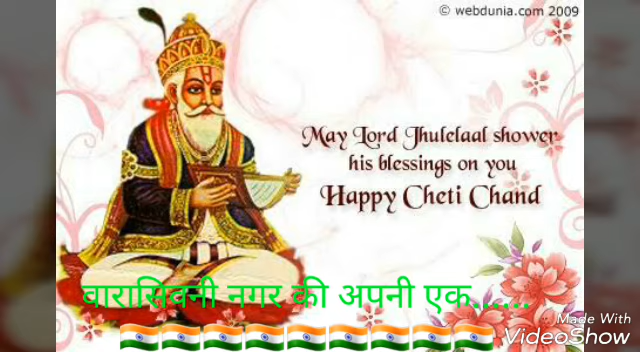 © webdunia.com 2009
May Lord Jhulelaal shower
his blessings on you
Happy Cheti Chand
वारासिवनी नगर की अपनी एक.......
Made With
VideoShow